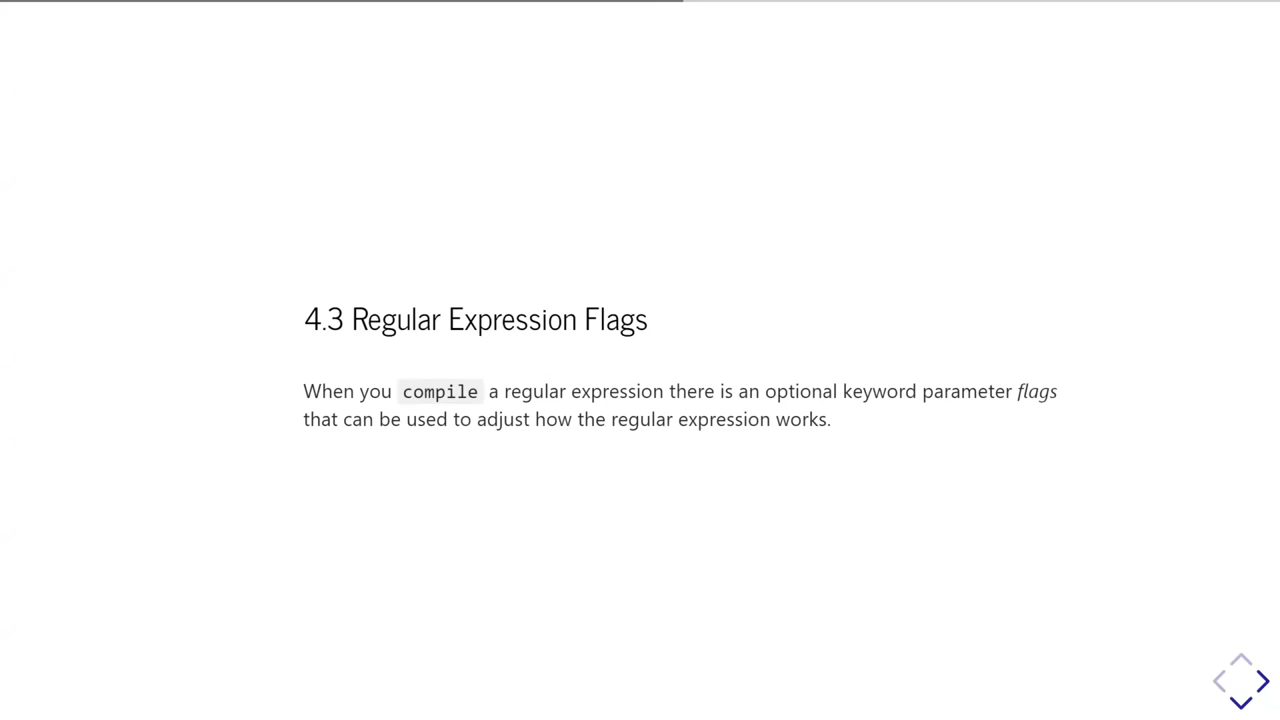 4.3 Regular Expression Flags
When you compile a regular expression there is an optional keyword parameter flags
that can be used to adjust how the regular expression works.